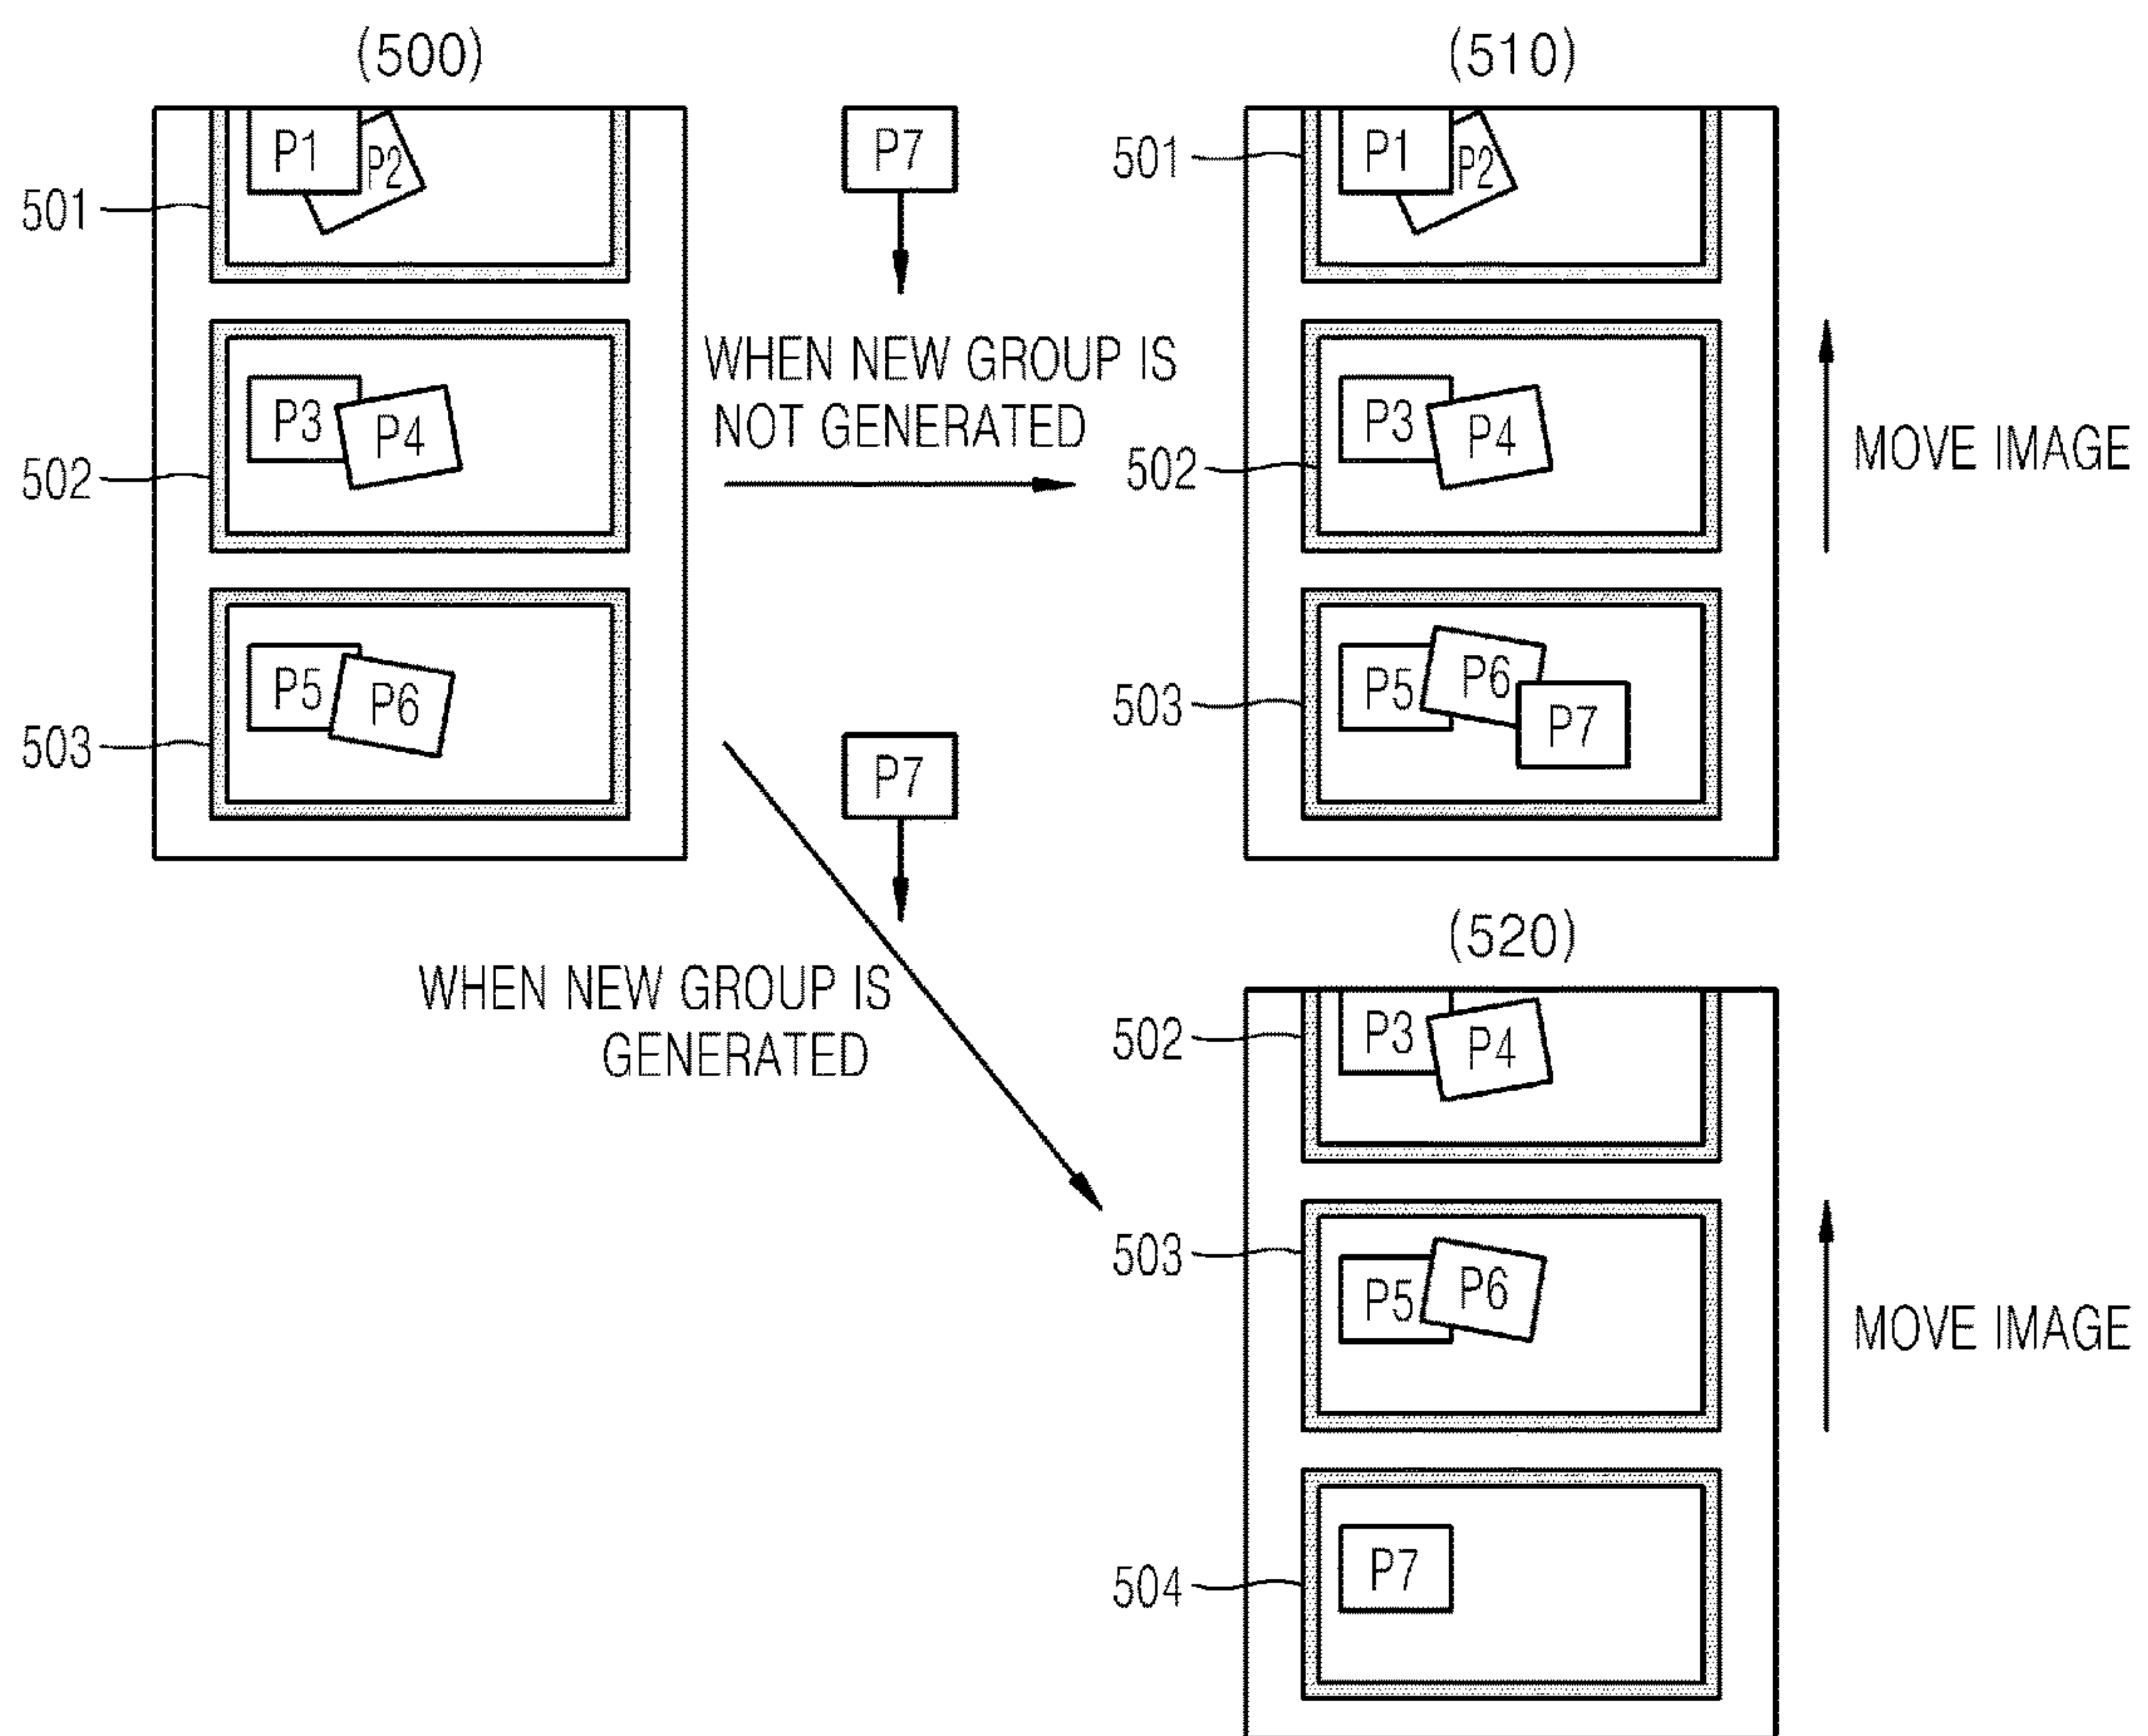 (500)
P1
P2
501
P3
P4
502
P5
P6
503
P7
WHEN NEW GROUP IS
NOT GENERATED
P7
WHEN NEW GROUP IS
GENERATED
(510)
P1
P2
501
P3
P4
502
MOVE IMAGE
P5
P6
P7
503
(520)
P3
P4
502
P5
P6
503
MOVE IMAGE
P7
504